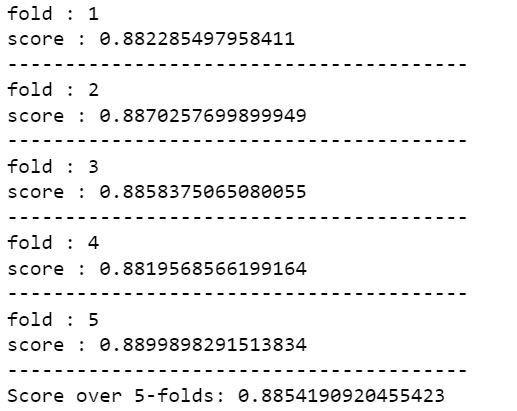 fold : 1
score : 0.882285497958411
----------------------------------------
fold : 2
score : 0.8870257699899949
----------------------------------------
fold : 3
score : 0.8858375065080055
----------------------------------------
fold : 4
score : 0.8819568566199164
----------------------------------------
fold : 5
score : 0.8899898291513834
----------------------------------------
Score over 5-folds: 0.8854190920455423